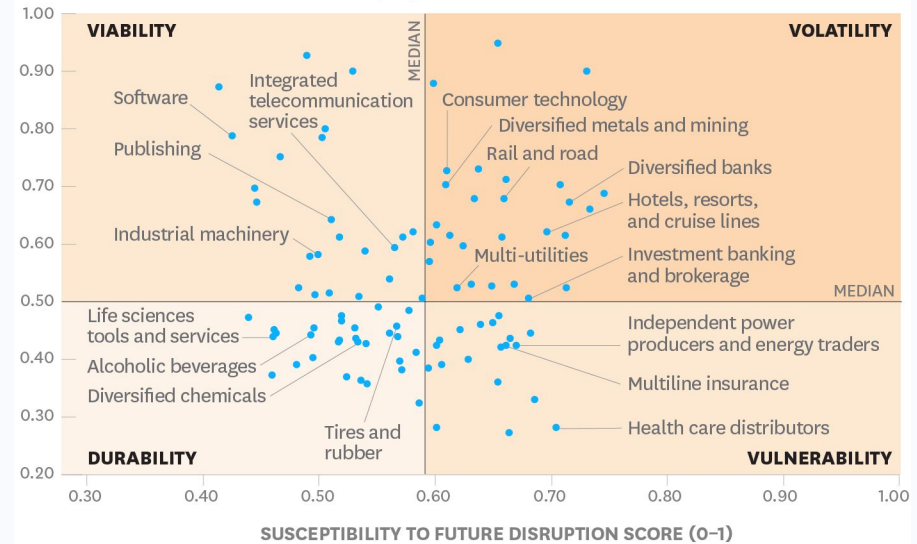 1.00
VIABILITY
MEDIAN
VOLATILITY
0.90
Integrated
telecommunication
services
Software
Consumer technology
0.80
Diversified metals and mining
Publishing
Rail and road
Diversified banks
0.70
Hotels, resorts,
and cruise lines
Industrial machinery
0.60
Multi-utilities
Investment banking
and brokerage
MEDIAN
0.50
Life sciences
tools and services
Independent power
producers and energy traders
0.40
Alcoholic beverages
Multiline insurance
Diversified chemicals
0.30
Tires and
rubber
Health care distributors
DURABILITY
VULNERABILITY
0.20
0.30
0.40
0.50
0.60
0.70
0.80
0.90
1.00
SUSCEPTIBILITY TO FUTURE DISRUPTION SCORE (0–1)